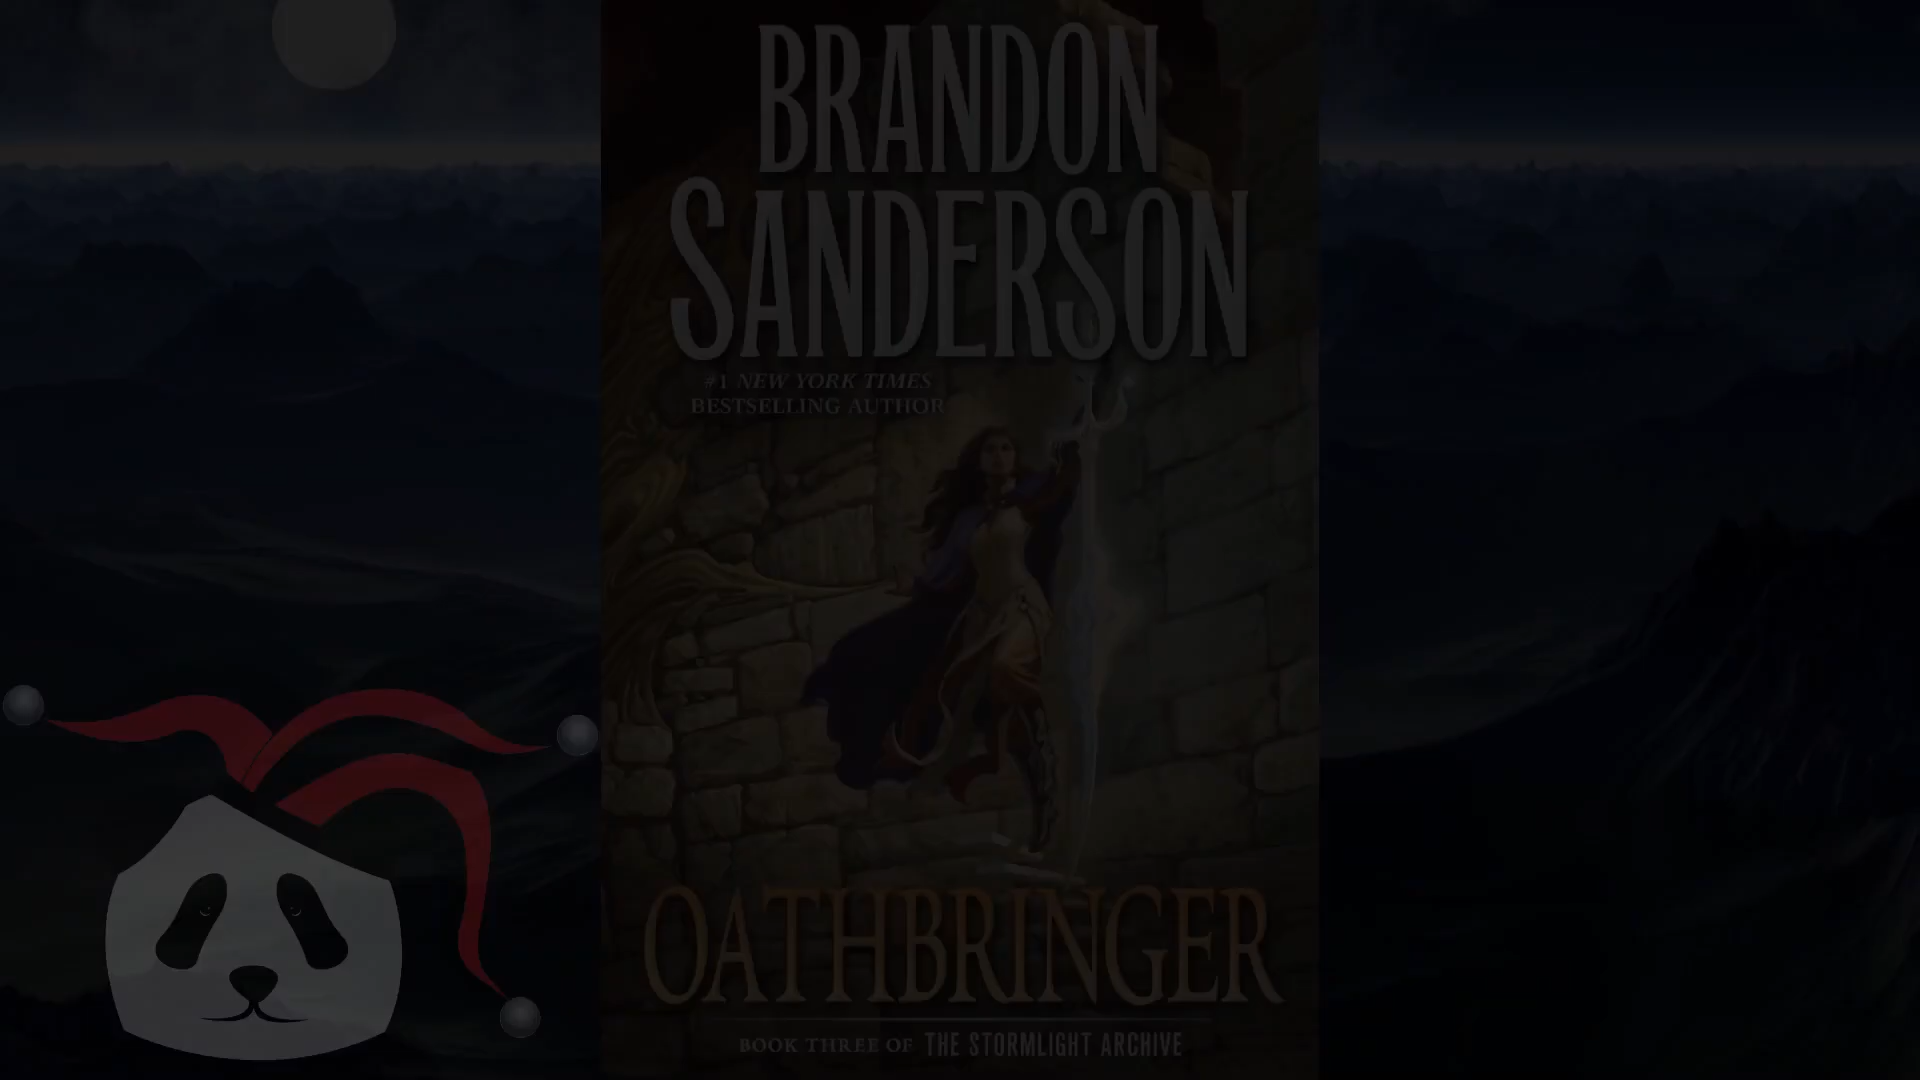 BRANDON
SANDERSON
#1 NEW YORK TIMES
BESTSELLING AUTHOR
OATHBRINGER
BOOK THREE OF THE STORMLIGHT ARCHIVE